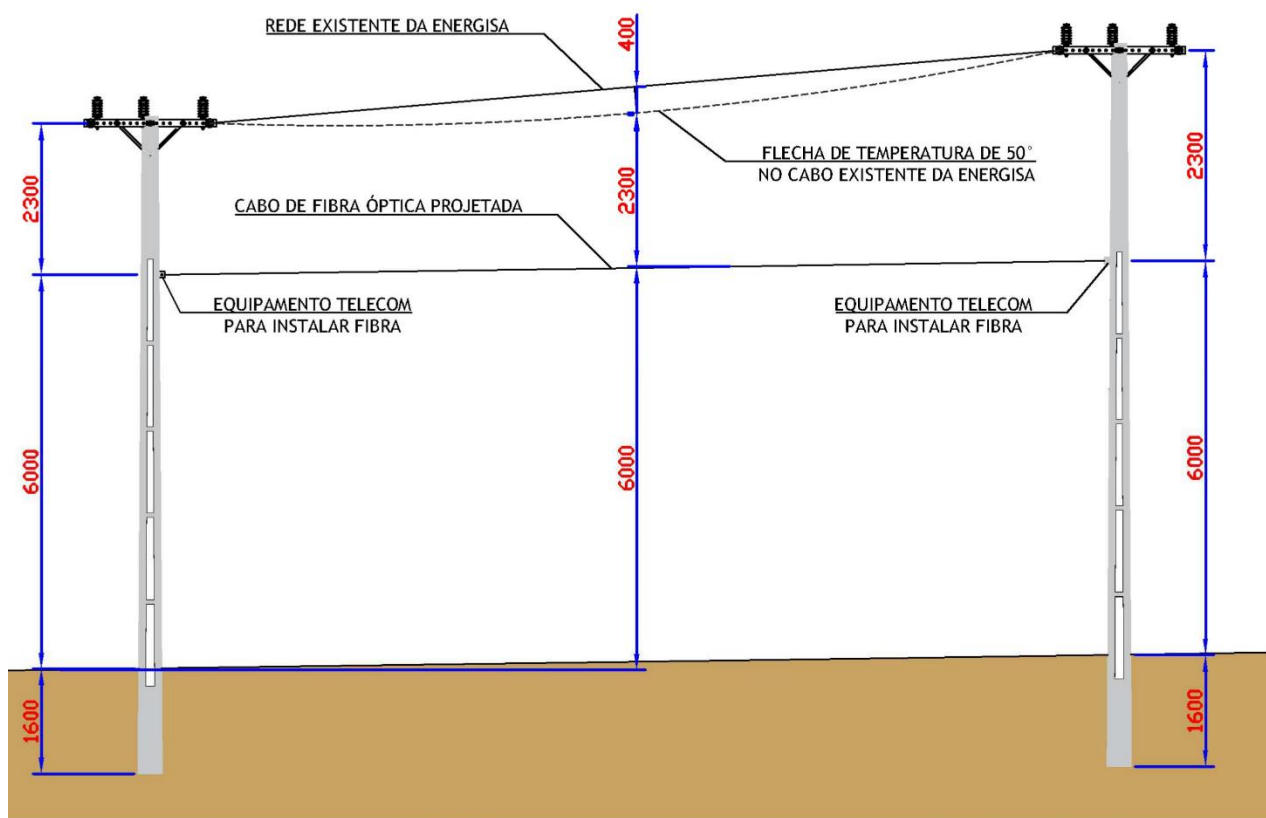 REDE EXISTENTE DA ENERGISA
400
FLECHA DE TEMPERATURA DE 50°
NO CABO EXISTENTE DA ENERGISA
2300
2300
2300
CABO DE FIBRA ÓPTICA PROJETADA
EQUIPAMENTO TELECOM
PARA INSTALAR FIBRA
EQUIPAMENTO TELECOM
PARA INSTALAR FIBRA
6000
6000
6000
1600
1600